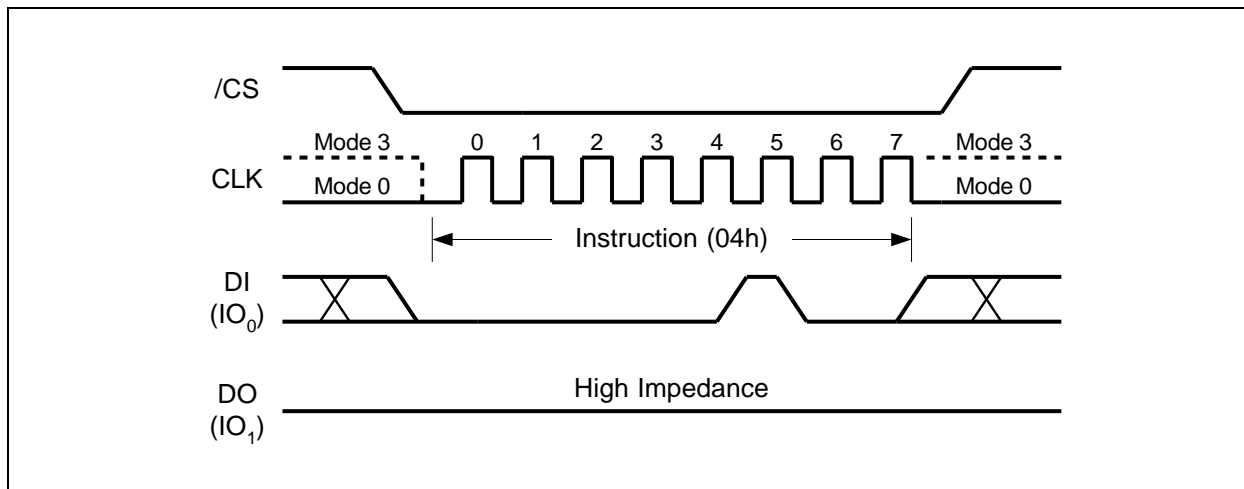 /CS
Mode 3 0 1 2 3 4 5 6 7 Mode 3
CLK
Mode 0 Mode 0
Instruction (04h)
DI
(IO₀)
High Impedance
DO
(IO₁)